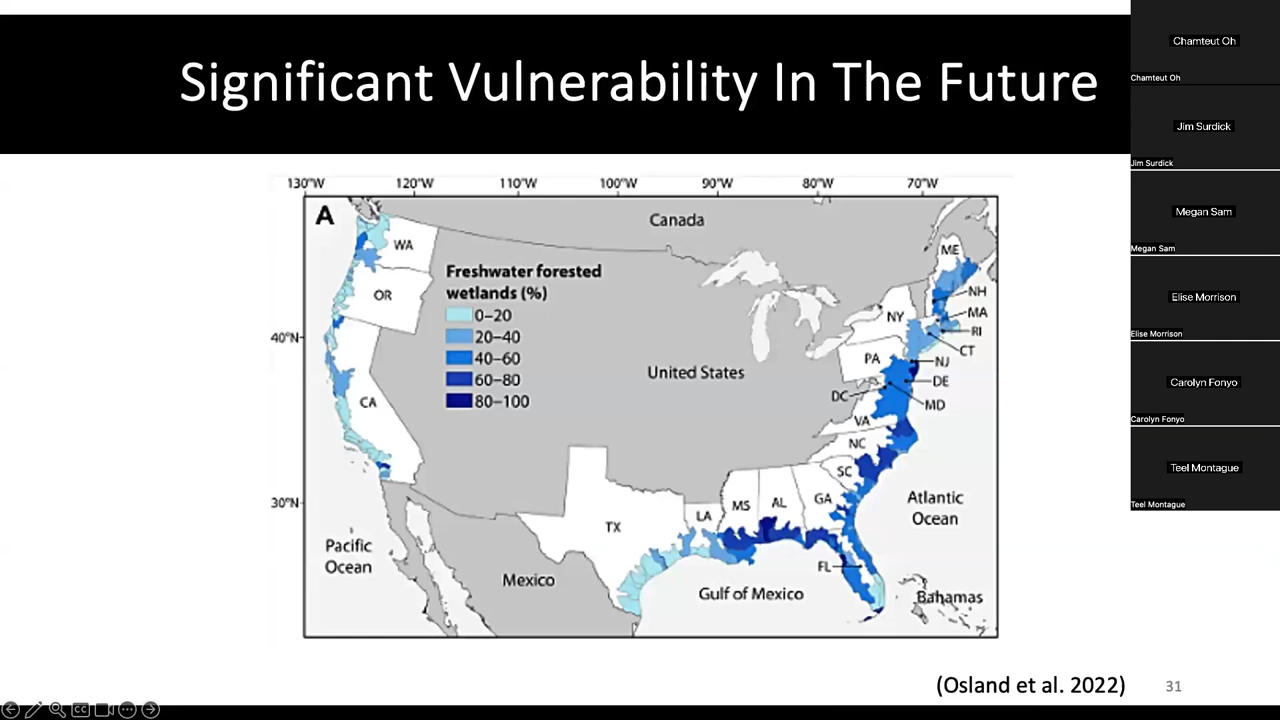 Significant Vulnerability In The Future
130°W 120°W 110°W 100°W 90°W 80°W 70°W
A
Canada
WA
ME
Freshwater forested
wetlands (%)
OR
NH
0–20
MA
NY
20–40
RI
40°N
CT
40–60
PA
NJ
United States
60–80
DE
DC
80–100
CA
MD
VA
NC
SC
30°N
MS
AL
GA
Atlantic
Ocean
LA
TX
Pacific
Ocean
FL
Mexico
Gulf of Mexico
Bahamas
(Osland et al. 2022)
31
Chamteut Oh
Chamteut Oh
Jim Surdick
Jim Surdick
Megan Sam
Megan Sam
Elise Morrison
Elise Morrison
Carolyn Fonyo
Carolyn Fonyo
Teel Montague
Teel Montague
CC